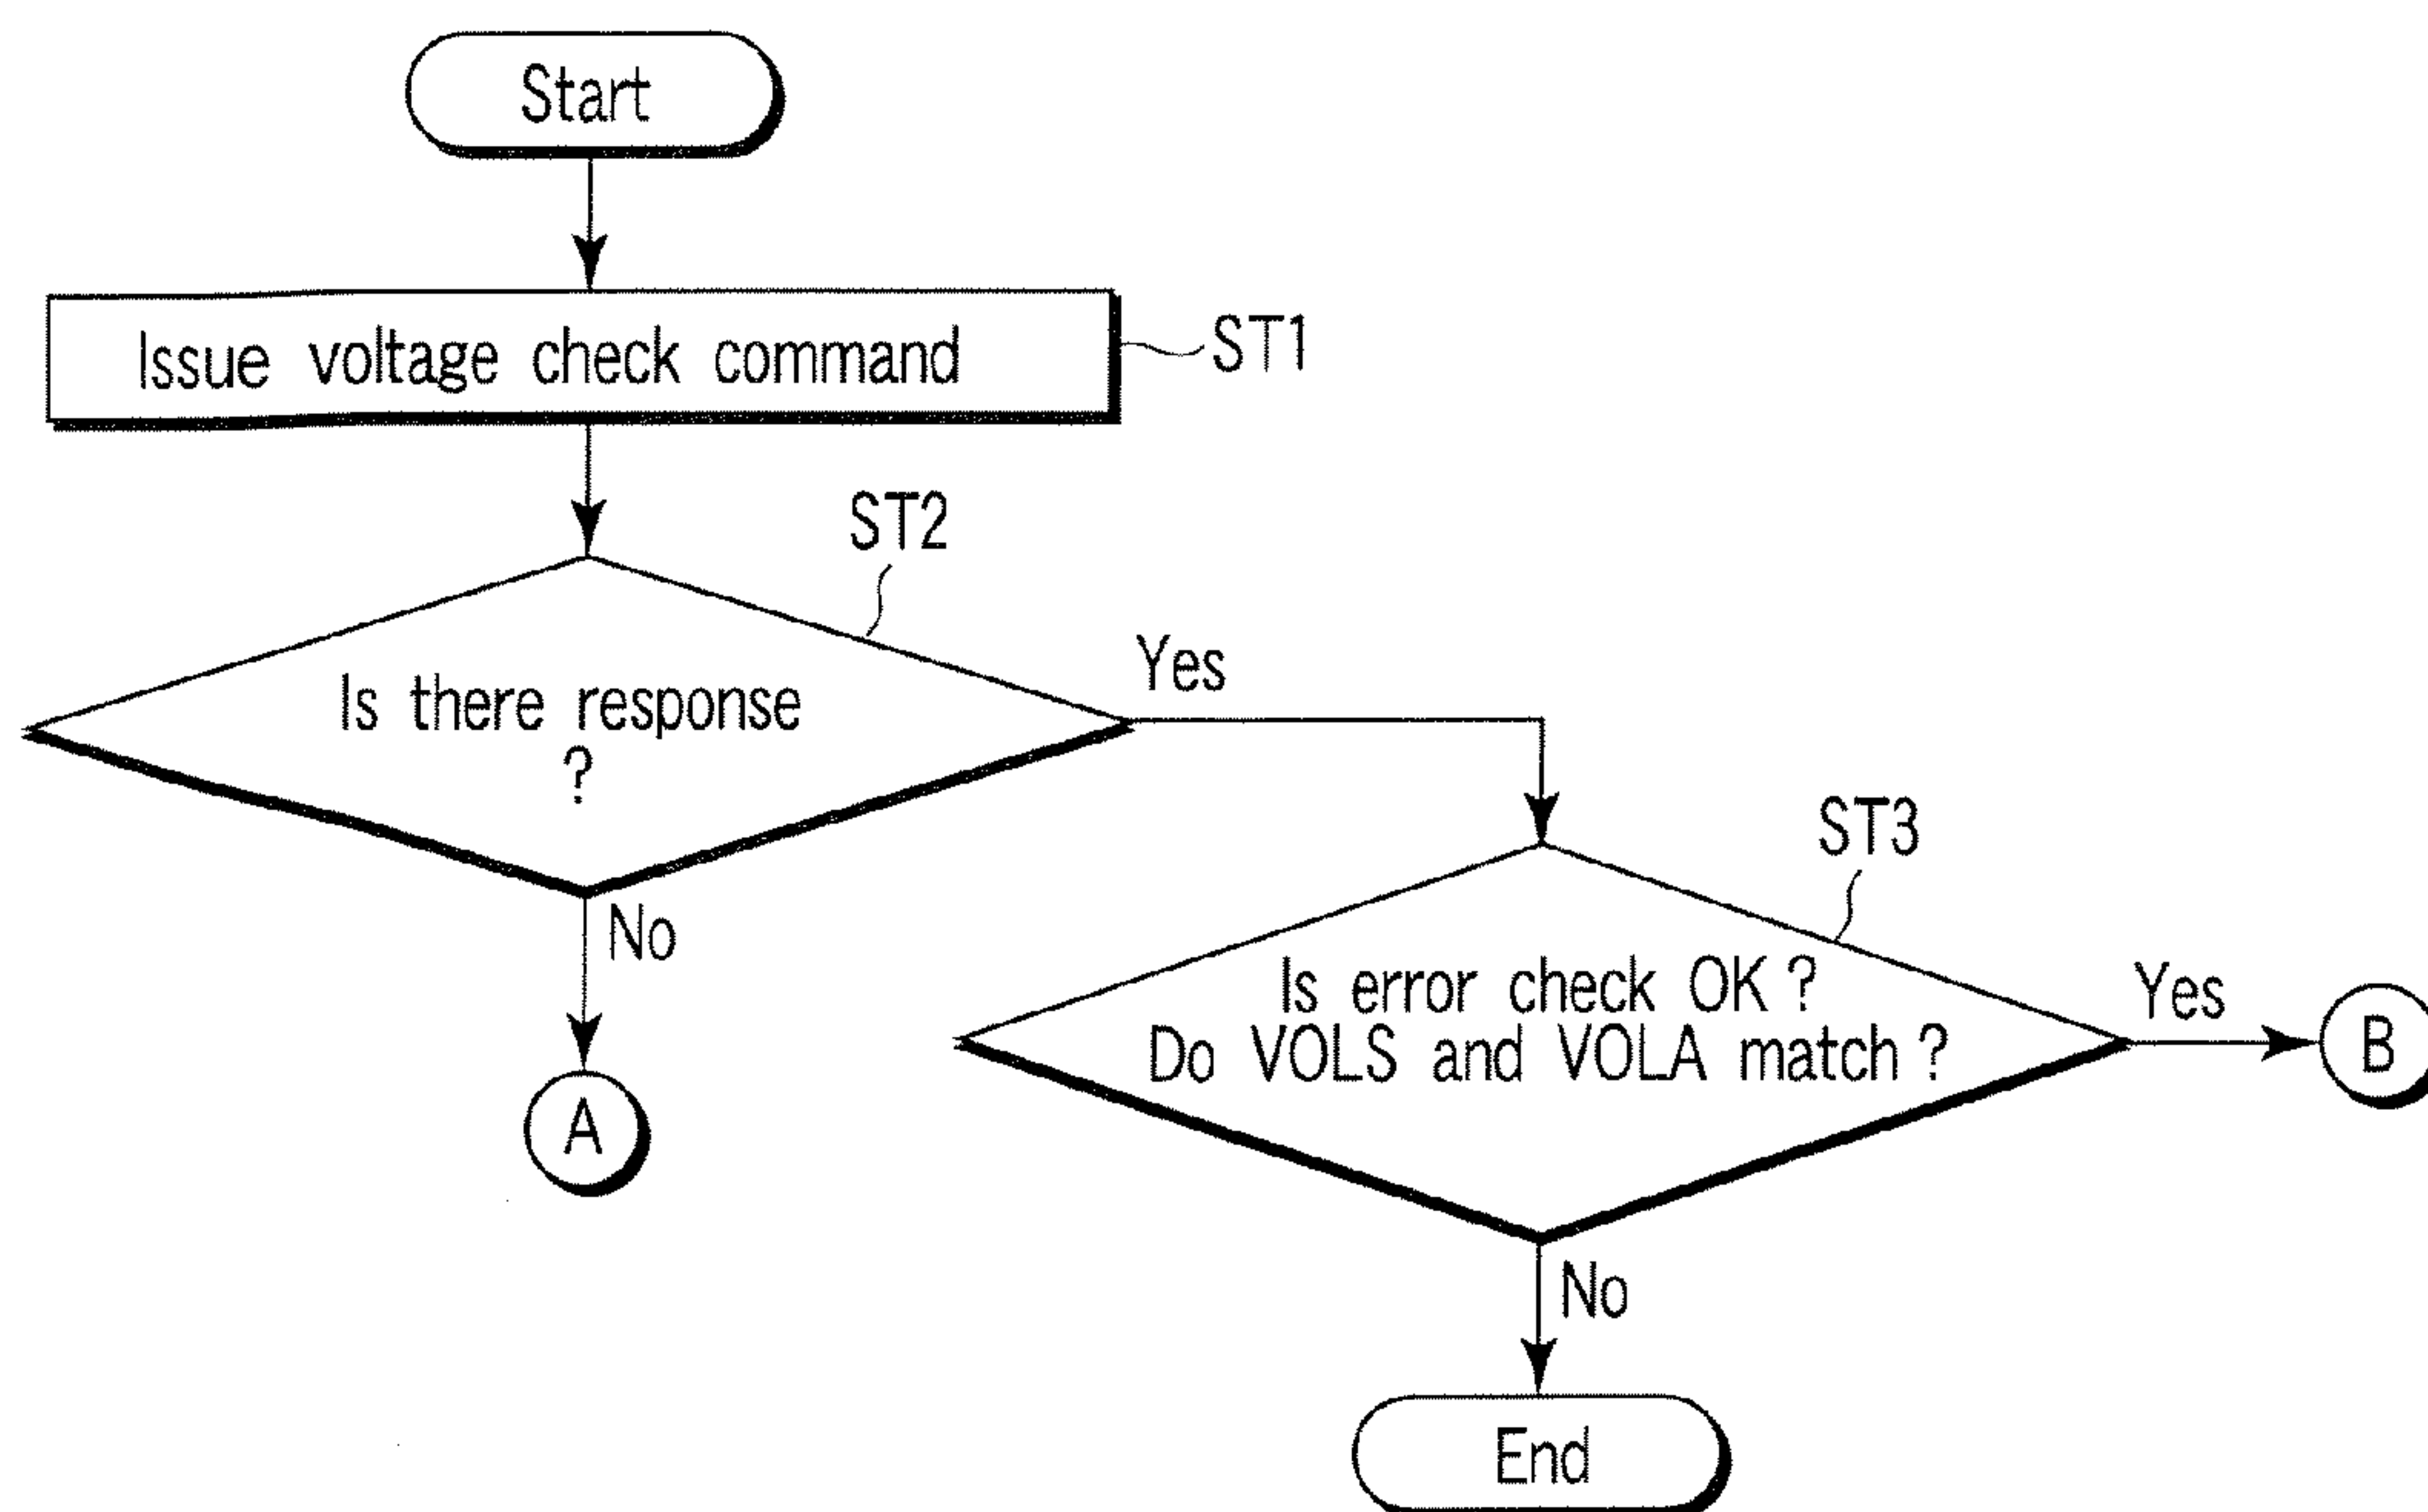 Start
Issue voltage check command
ST1
ST2
Is there response
?
Yes
No
A
ST3
Is error check OK ?
Do VOLS and VOLA match ?
Yes
B
No
End